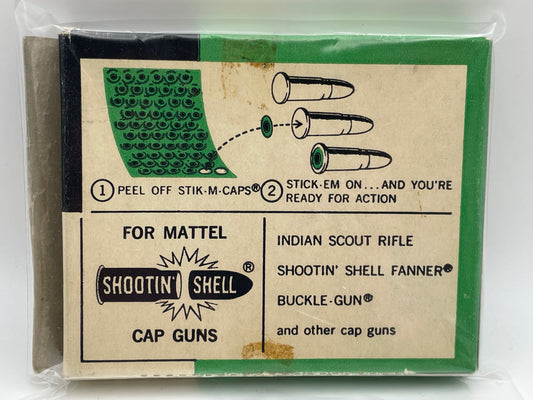 1 PEEL OFF STIK-M-CAPS®
2 STICK-EM ON...AND YOU'RE
READY FOR ACTION
FOR MATTEL
SHOOTIN' SHELL ®
CAP GUNS
INDIAN SCOUT RIFLE
SHOOTIN' SHELL FANNER®
BUCKLE-GUN®
and other cap guns